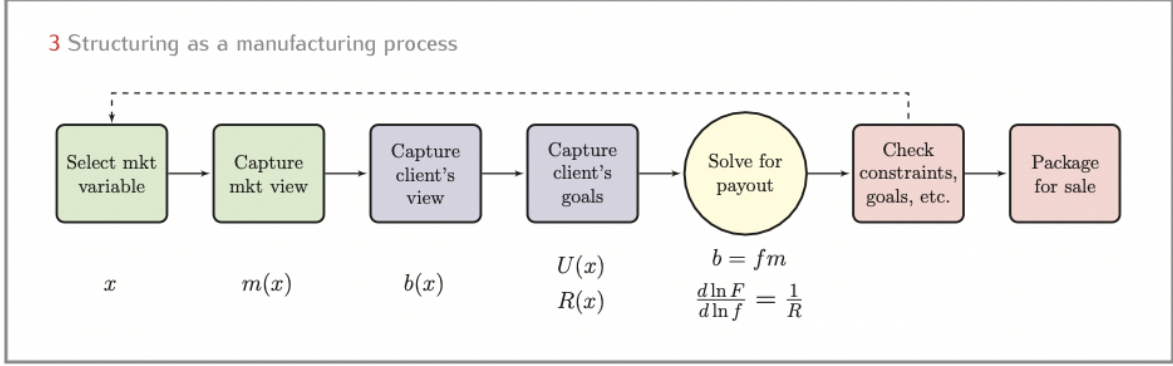 3 Structuring as a manufacturing process
Select mkt
variable
Capture
mkt view
Capture
client's
view
Capture
client's
goals
Solve for
payout
Check
constraints,
goals, etc.
Package
for sale
x
m(x)
b(x)
U(x)
R(x)
b = fm
d ln F / d ln f = 1 / R